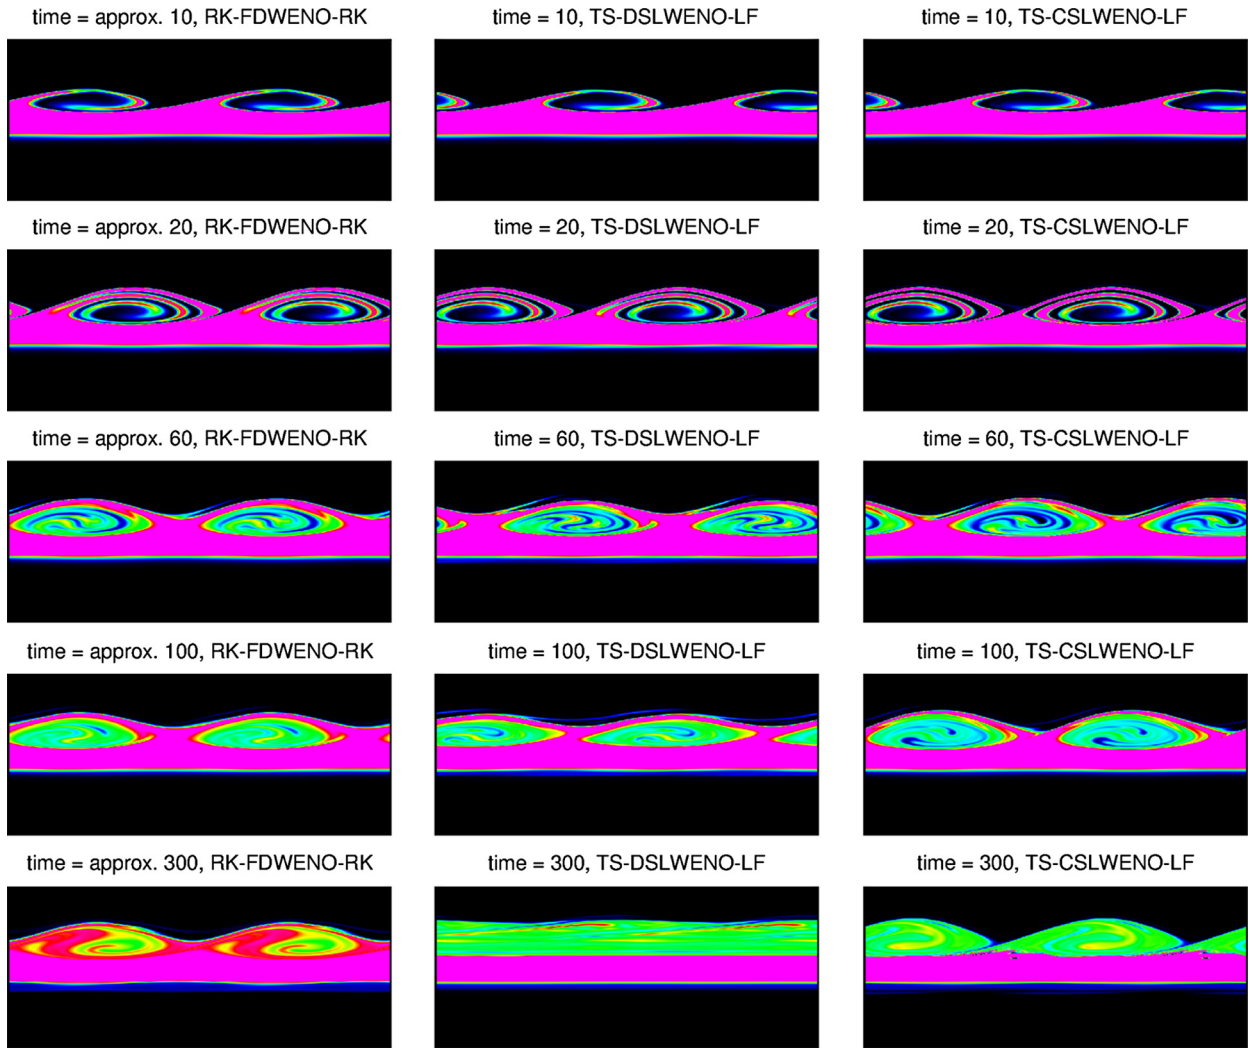 time = approx. 10, RK-FDWENO-RK
time = 10, TS-DSLWENO-LF
time = 10, TS-CSLWENO-LF
time = approx. 20, RK-FDWENO-RK
time = 20, TS-DSLWENO-LF
time = 20, TS-CSLWENO-LF
time = approx. 60, RK-FDWENO-RK
time = 60, TS-DSLWENO-LF
time = 60, TS-CSLWENO-LF
time = approx. 100, RK-FDWENO-RK
time = 100, TS-DSLWENO-LF
time = 100, TS-CSLWENO-LF
time = approx. 300, RK-FDWENO-RK
time = 300, TS-DSLWENO-LF
time = 300, TS-CSLWENO-LF